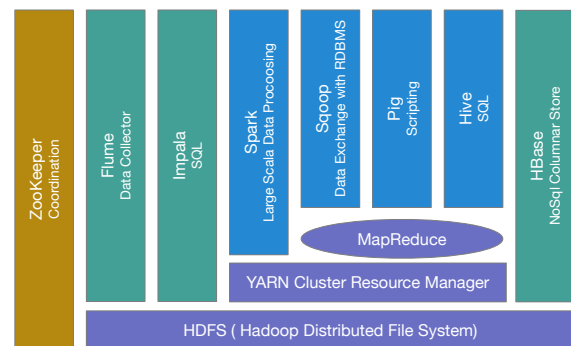 ZooKeeper
Coordination
Flume
Data Collector
Impala
SQL
Spark
Large Scala Data Procoosing
Sqoop
Data Exchange with RDBMS
Pig
Scripting
Hive
SQL
HBase
NoSql Columnar Store
MapReduce
YARN Cluster Resource Manager
HDFS ( Hadoop Distributed File System)